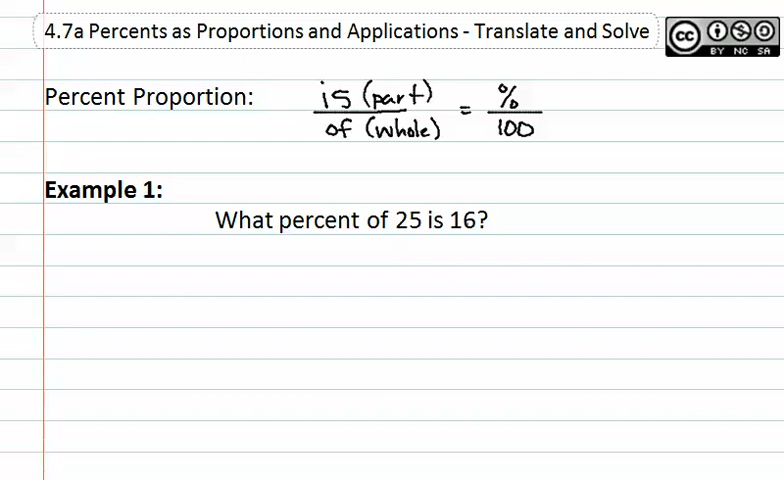 4.7a Percents as Proportions and Applications - Translate and Solve
cc BY NC SA
Percent Proportion: is (part) / of (whole) = % / 100
Example 1:
What percent of 25 is 16?